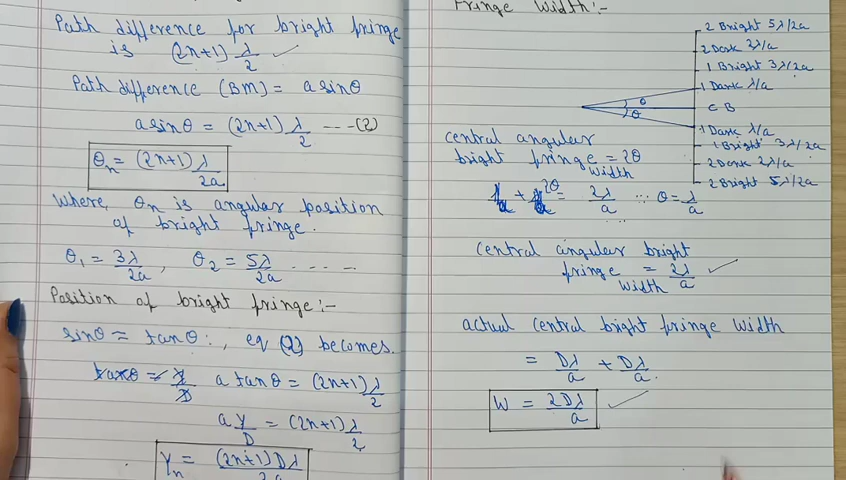 Path difference for bright fringe
is (2n+1) λ/2 ✓
Path difference (BM) = a sinθ
a sinθ = (2n+1) λ/2 ---(2)
θn = (2n+1) λ/2a
Where, θn is angular position
of bright fringe.
θ1 = 3λ/2a , θ2 = 5λ/2a ------
Position of bright fringe:-
sinθ ≈ tanθ ∴, eq (2) becomes.
a tanθ = (2n+1) λ/2
a Y/D = (2n+1) λ/2
Yn = (2n+1) Dλ/2a
Fringe Width:-
2 Bright 5λ/2a
2 Dark 2λ/a
1 Bright 3λ/2a
1 Dark λ/a
θ
C B
θ
1 Dark λ/a
1 Bright 3λ/2a
2 Dark 2λ/a
2 Bright 5λ/2a
central angular
bright fringe = 2θ
width
2θ = 2λ/a ∵ θ = λ/a
central angular bright
fringe = 2λ/a ✓
width
actual central bright fringe width
= Dλ/a + Dλ/a.
W = 2Dλ/a ✓